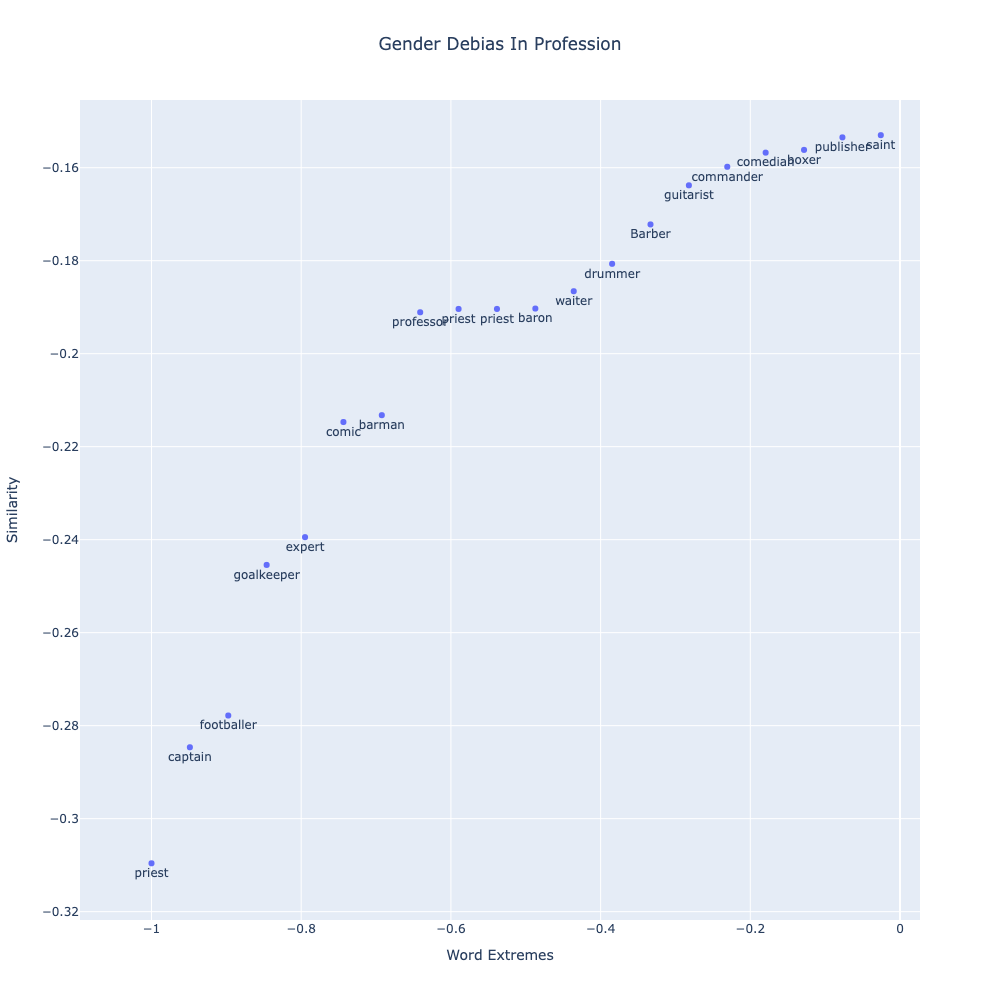 Gender Debias In Profession
saint
publisher
boxer
comedian
commander
−0.16
guitarist
Barber
−0.18
drummer
waiter
baron
priest
priest
professor
−0.2
barman
comic
−0.22
−0.24
expert
goalkeeper
−0.26
footballer
−0.28
captain
−0.3
priest
−0.32
Similarity
−1
−0.8
−0.6
−0.4
−0.2
0
Word Extremes